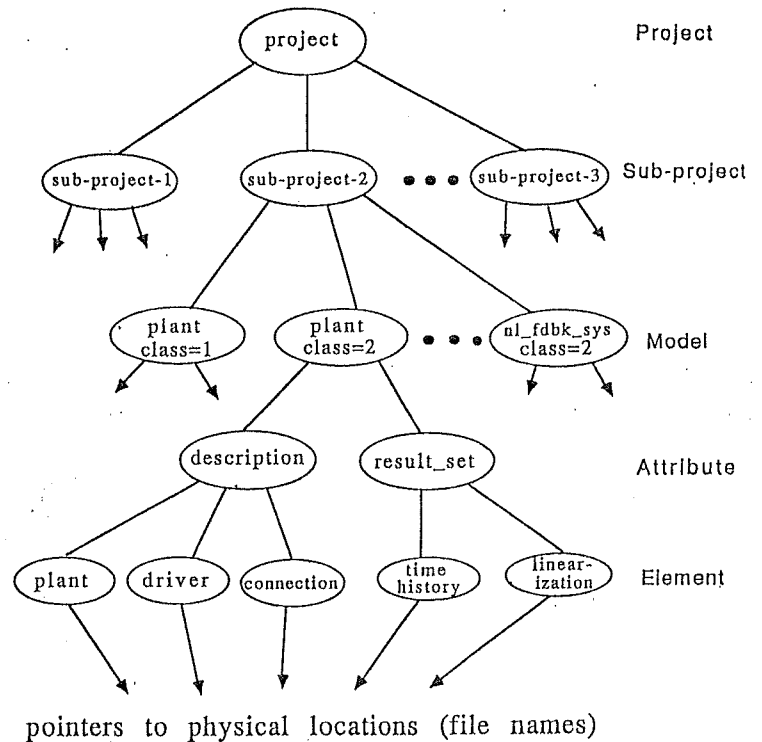 project
Project
sub-project-1
sub-project-2
sub-project-3
Sub-project
plant
class=1
plant
class=2
nl_fdbk_sys
class=2
Model
description
result_set
Attribute
plant
driver
connection
time
history
linear-
ization
Element
pointers to physical locations (file names)